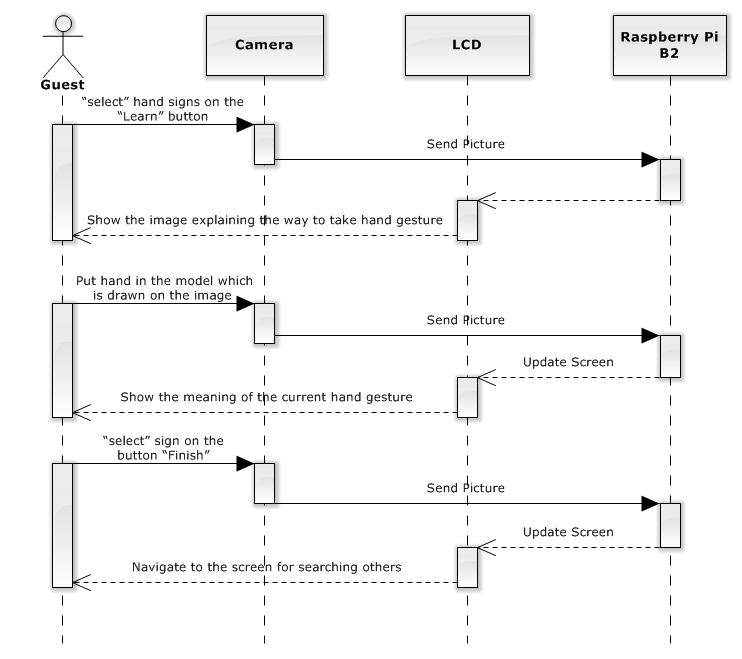 Guest
Camera
LCD
Raspberry Pi
B2
“select” hand signs on the
“Learn” button
Send Picture
Show the image explaining the way to take hand gesture
Put hand in the model which
is drawn on the image
Send Picture
Update Screen
Show the meaning of the current hand gesture
“select” sign on the
button “Finish”
Send Picture
Update Screen
Navigate to the screen for searching others